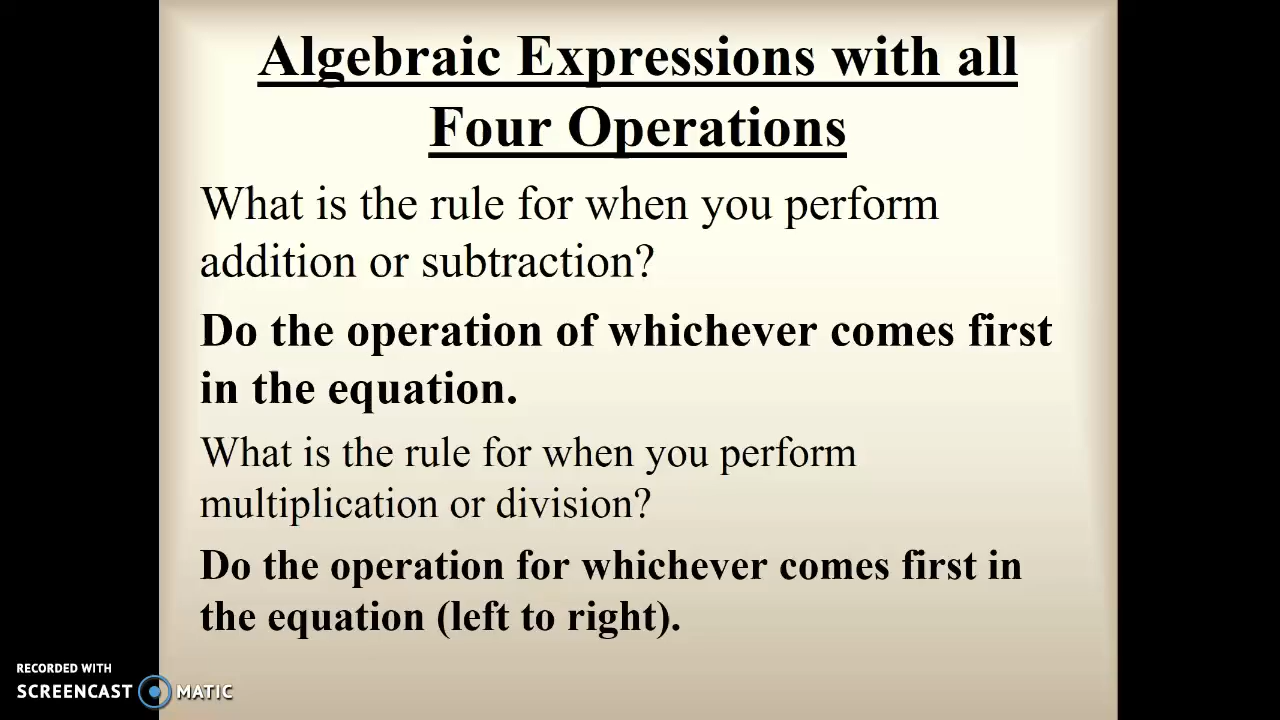 Algebraic Expressions with all
Four Operations
What is the rule for when you perform
addition or subtraction?
Do the operation of whichever comes first
in the equation.
What is the rule for when you perform
multiplication or division?
Do the operation for whichever comes first in
the equation (left to right).
RECORDED WITH
SCREENCAST MATIC